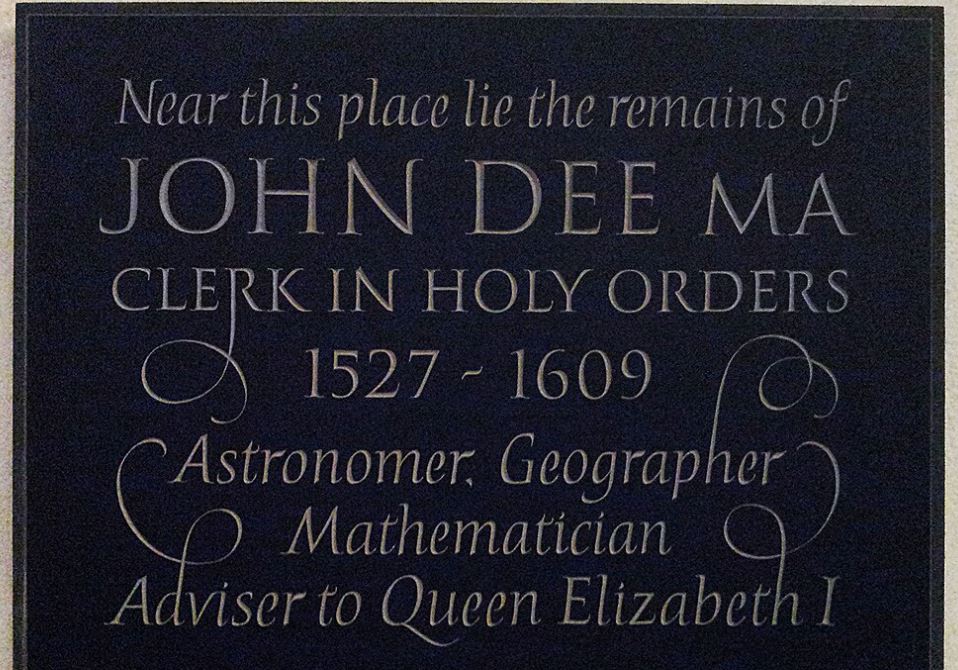 Near this place lie the remains of
JOHN DEE MA
CLERK IN HOLY ORDERS
1527 - 1609
Astronomer, Geographer
Mathematician
Adviser to Queen Elizabeth I